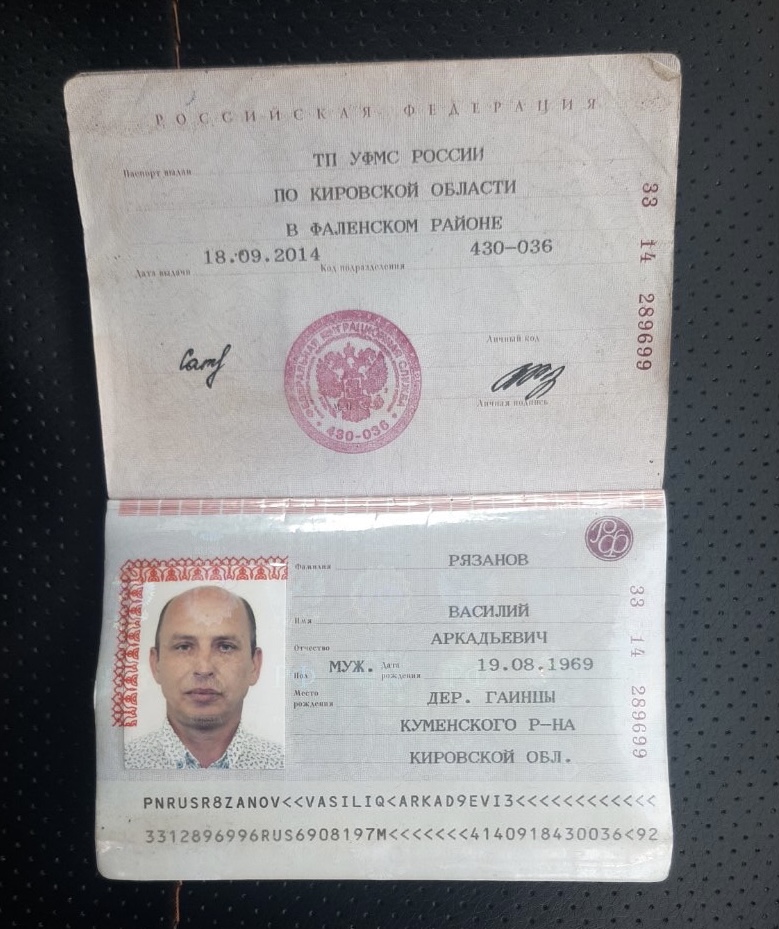 РОССИЙСКАЯ ФЕДЕРАЦИЯ
Паспорт выдан ТП УФМС РОССИИ
ПО КИРОВСКОЙ ОБЛАСТИ
В ФАЛЕНСКОМ РАЙОНЕ
Дата выдачи 18.09.2014 Код подразделения 430-036
33 14 289699
Личный код
Личная подпись
ФЕДЕРАЛЬНАЯ МИГРАЦИОННАЯ СЛУЖБА
430-036
Фамилия РЯЗАНОВ
Имя ВАСИЛИЙ
Отчество АРКАДЬЕВИЧ
Пол МУЖ. Дата рождения 19.08.1969
Место рождения ДЕР. ГАИНЦЫ
КУМЕНСКОГО Р-НА
КИРОВСКОЙ ОБЛ.
33 14 289699
PNRUSR8ZANOV<<VASILIQ<ARKAD9EVI3<<<<<<<<<<<<
3312896996RUS6908197M<<<<<<<4140918430036<92